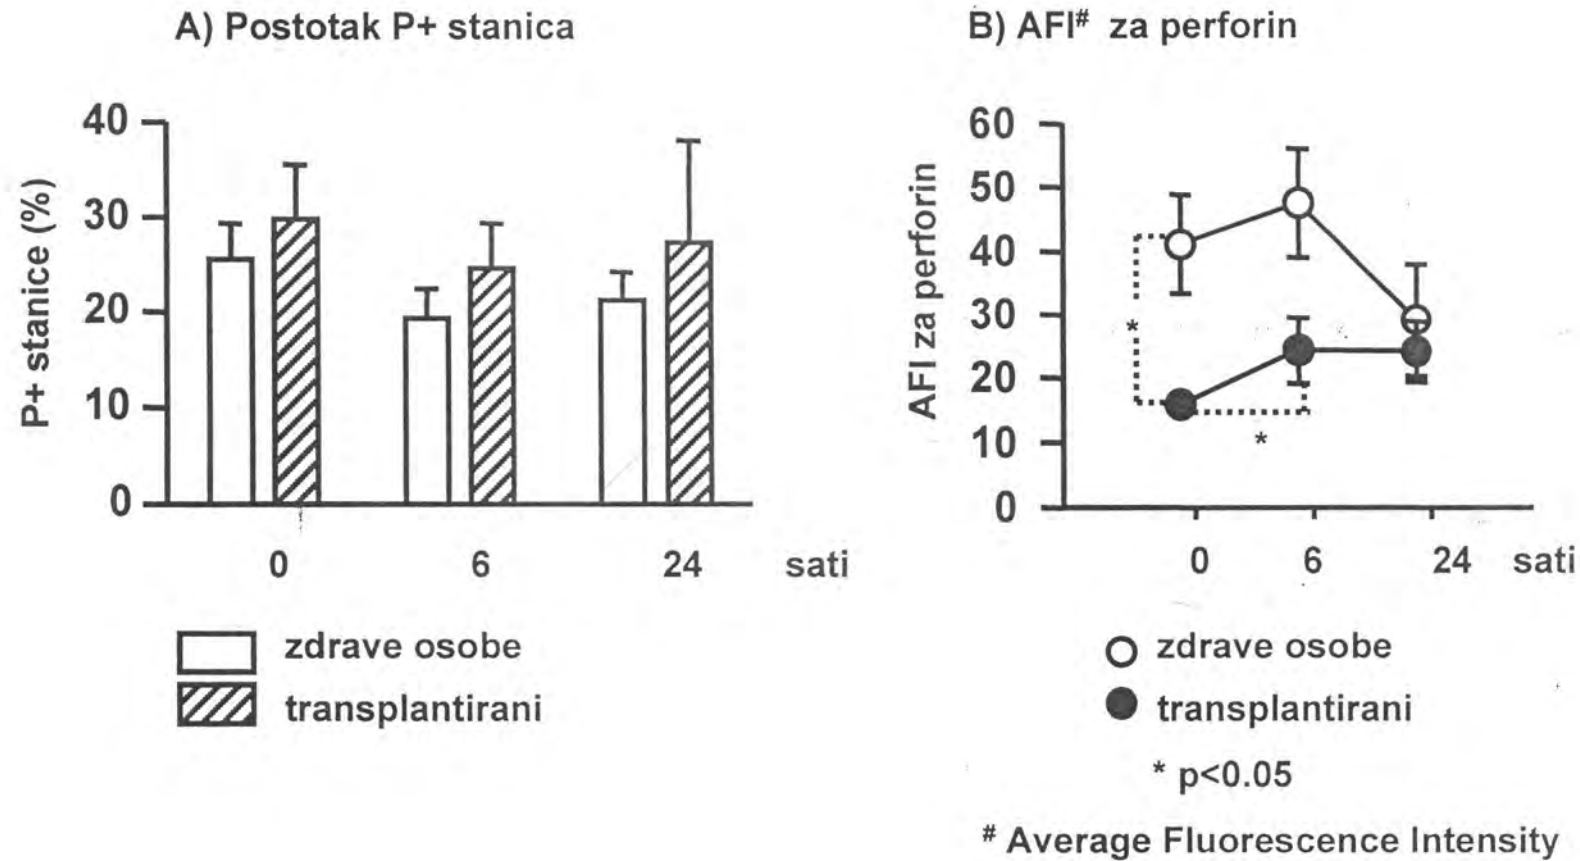 A) Postotak P+ stanica
P+ stanice (%)
40
30
20
10
0
0 6 24 sati
zdrave osobe
transplantirani
B) AFI# za perforin
AFI za perforin
60
50
40
30
20
10
0
*
*
0 6 24 sati
zdrave osobe
transplantirani
* p<0.05
# Average Fluorescence Intensity